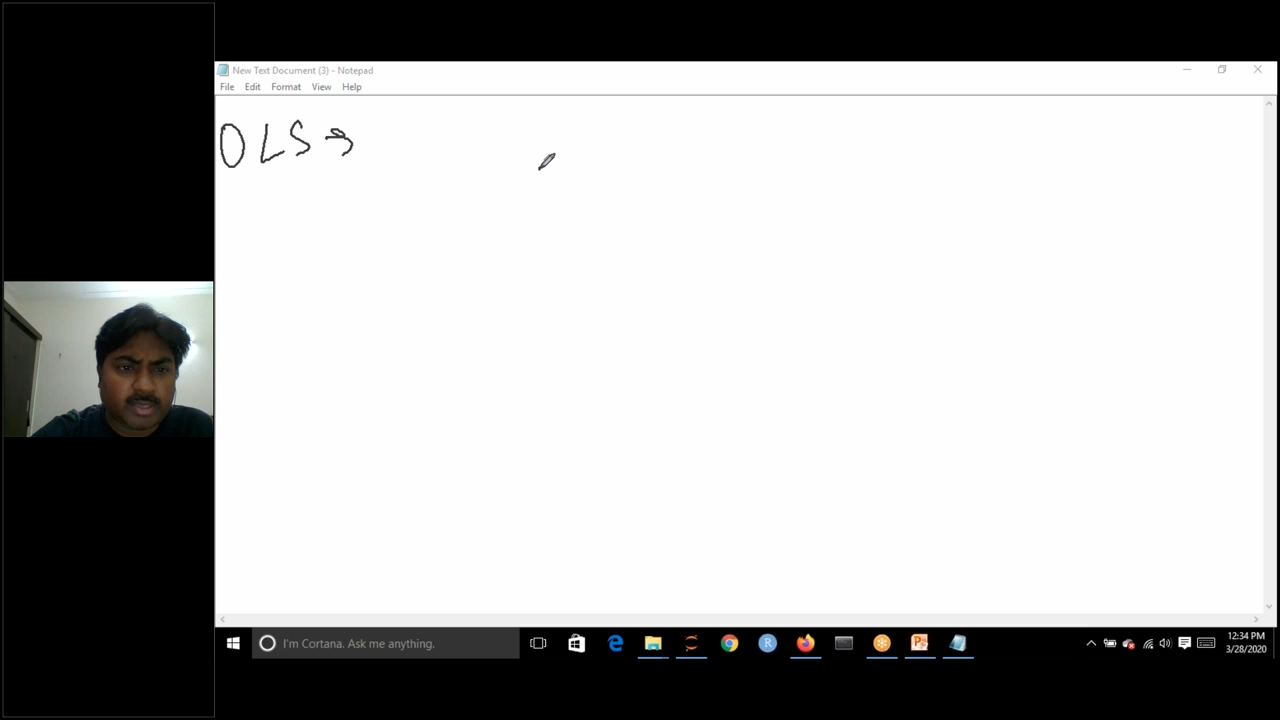 New Text Document (3) - Notepad
File Edit Format View Help
OLS →
I'm Cortana. Ask me anything.
12:34 PM
3/28/2020